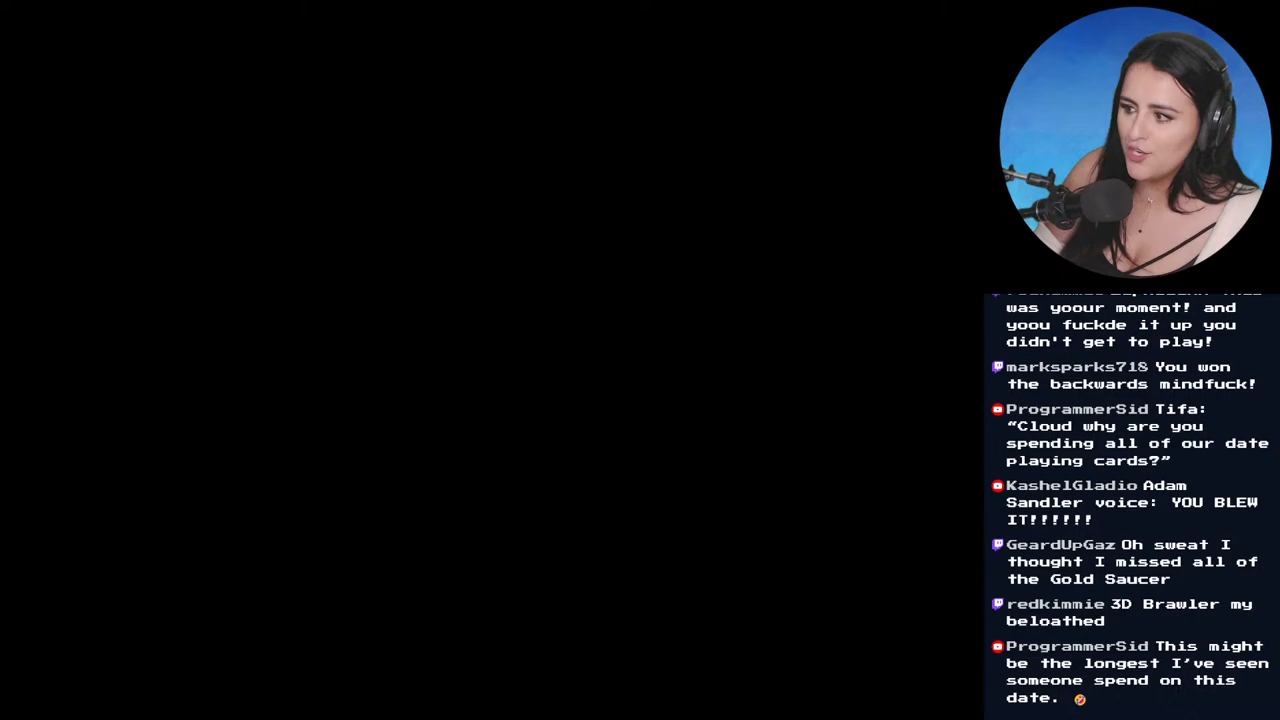 was yoour moment! and
yoou fuckde it up you
didn't get to play!
marksparks718 You won
the backwards mindfuck!
ProgrammerSid Tifa:
“Cloud why are you
spending all of our date
playing cards?”
KashelGladio Adam
Sandler voice: YOU BLEW
IT!!!!!!
GeardUpGaz Oh sweat I
thought I missed all of
the Gold Saucer
redkimmie 3D Brawler my
beloathed
ProgrammerSid This might
be the longest I’ve seen
someone spend on this
date. 🤣